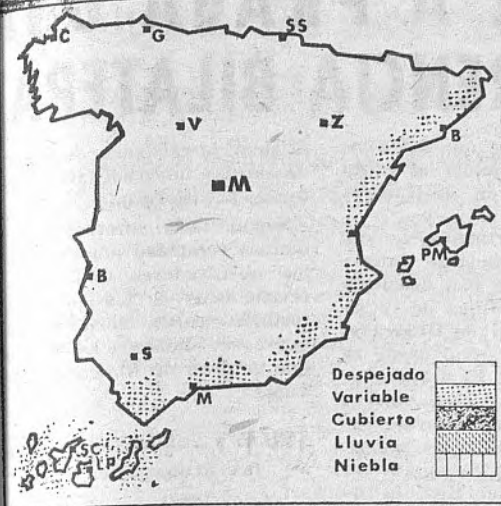 C
G
SS
V
Z
B
M
PM
B
S
M
SC
LP
Despejado
Variable
Cubierto
Lluvia
Niebla